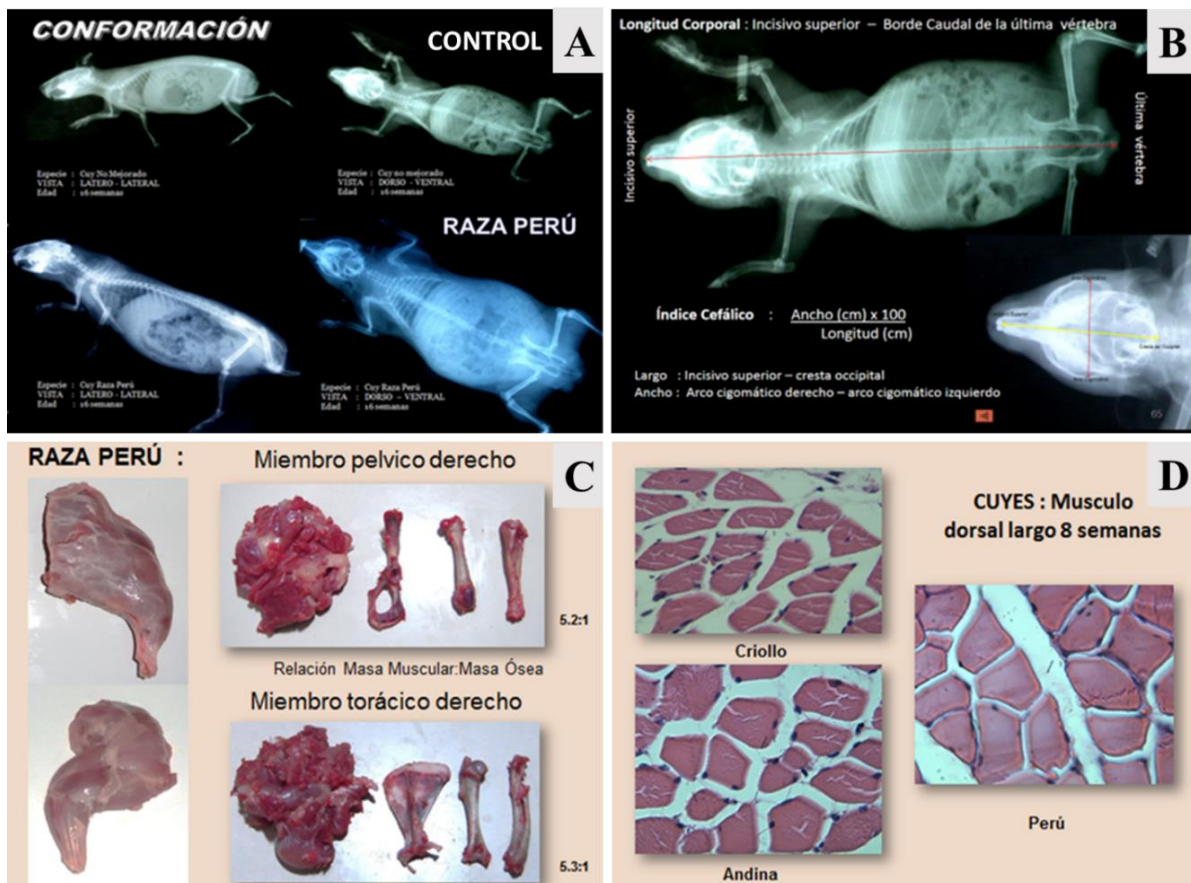 CONFORMACIÓN
CONTROL
A
Especie : Cuy No Mejorado
VISTA : LATERO - LATERAL
Edad : 16 semanas
Especie : Cuy no mejorado
VISTA : DORSO - VENTRAL
Edad : 16 semanas
RAZA PERÚ
Especie : Cuy Raza Perú
VISTA : LATERO - LATERAL
Edad : 16 semanas
Especie : Cuy Raza Perú
VISTA : DORSO - VENTRAL
Edad : 16 semanas
Longitud Corporal : Incisivo superior – Borde Caudal de la última vértebra
B
Incisivo superior
Última vértebra
Índice Cefálico : Ancho (cm) x 100
Longitud (cm)
Arco Cigomático
Cresta
Largo : Incisivo superior – cresta occipital
Ancho : Arco cigomático derecho – arco cigomático izquierdo
65
RAZA PERÚ :
Miembro pelvico derecho
C
5.2:1
Relación Masa Muscular:Masa Ósea
Miembro torácico derecho
5.3:1
D
CUYES : Musculo
dorsal largo 8 semanas
Criollo
Andina
Perú